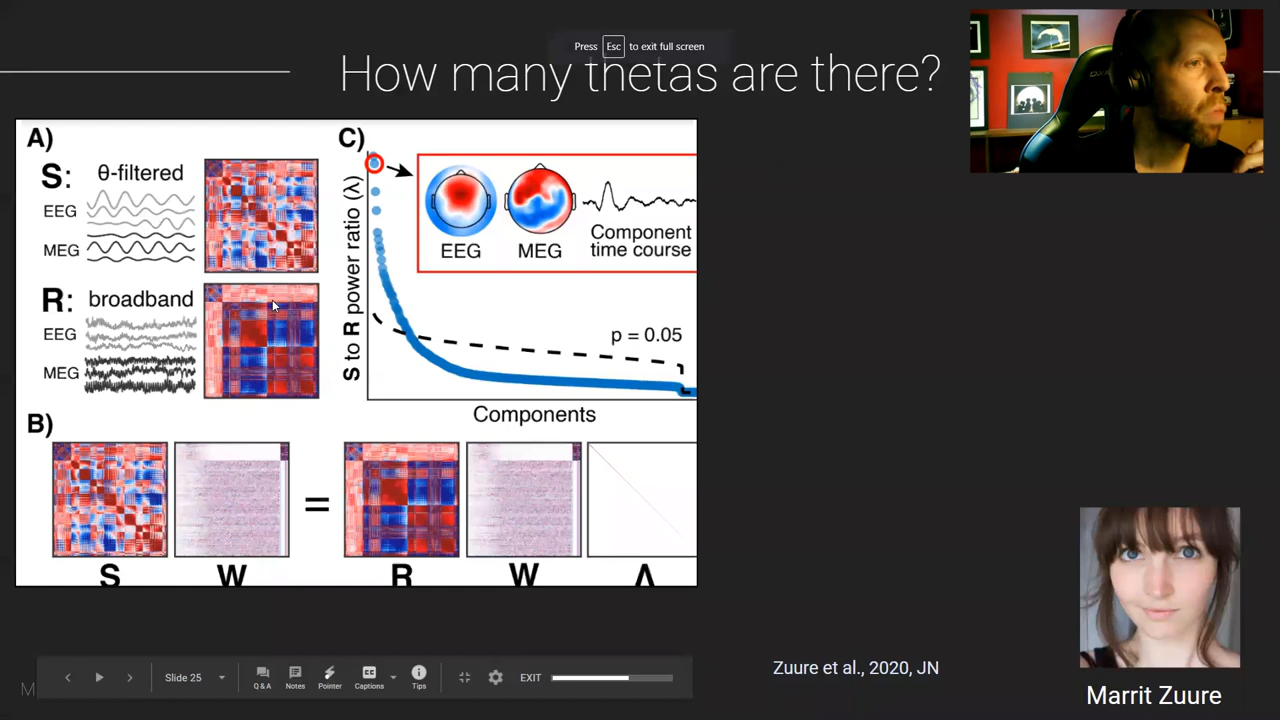 Press Esc to exit full screen
How many thetas are there?
A)
S: θ-filtered
EEG
MEG
R: broadband
EEG
MEG
C)
S to R power ratio (λ)
EEG
MEG
Component
time course
p = 0.05
Components
B)
S W = R W Λ
Slide 25
Q & A
Notes
Pointer
Captions
Tips
EXIT
M
Zuure et al., 2020, JN
Marrit Zuure